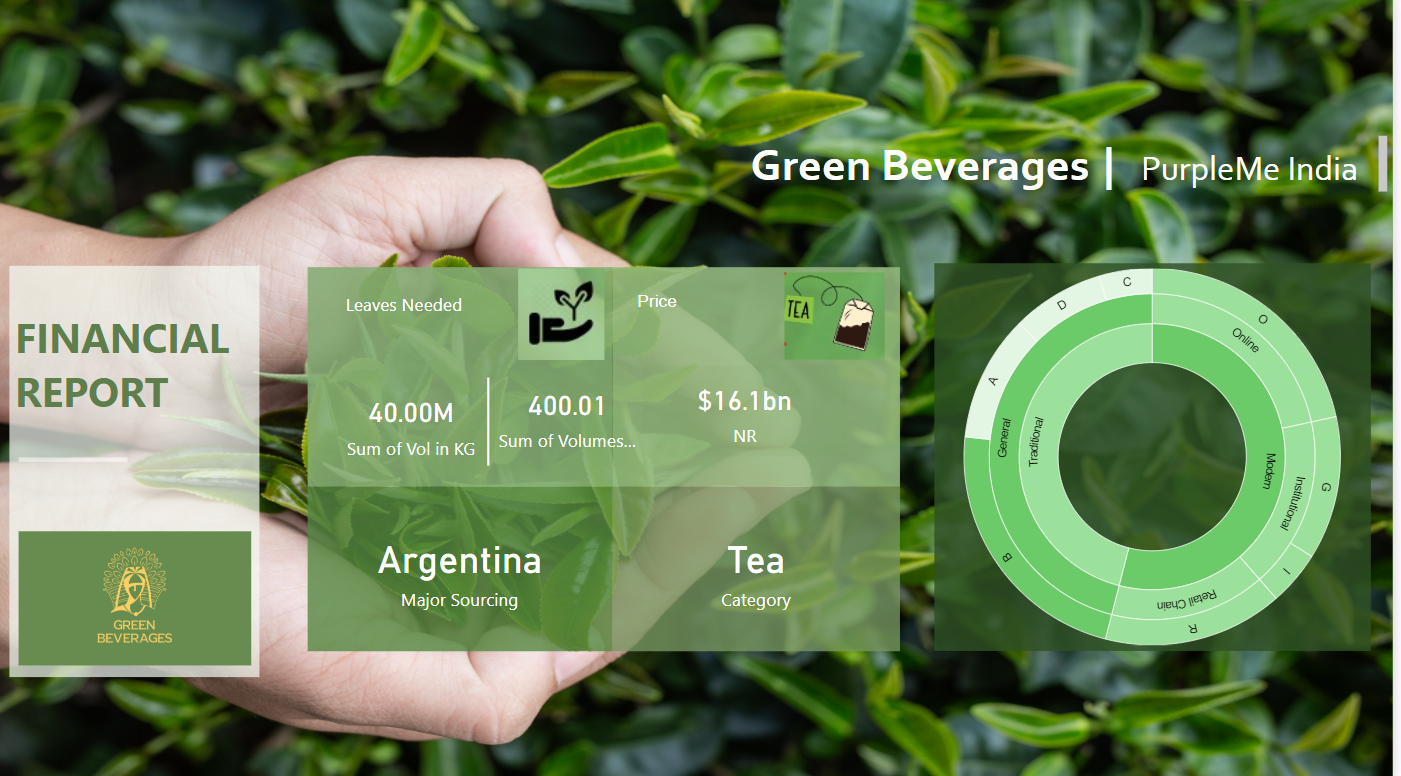 Green Beverages | PurpleMe India
FINANCIAL
REPORT
GREEN
BEVERAGES
Leaves Needed
40.00M
Sum of Vol in KG
400.01
Sum of Volumes...
Price
TEA
$16.1bn
NR
Argentina
Major Sourcing
Tea
Category
Traditional
Modern
General
Online
Institutional
Retail Chain
A
D
C
O
G
I
R
B